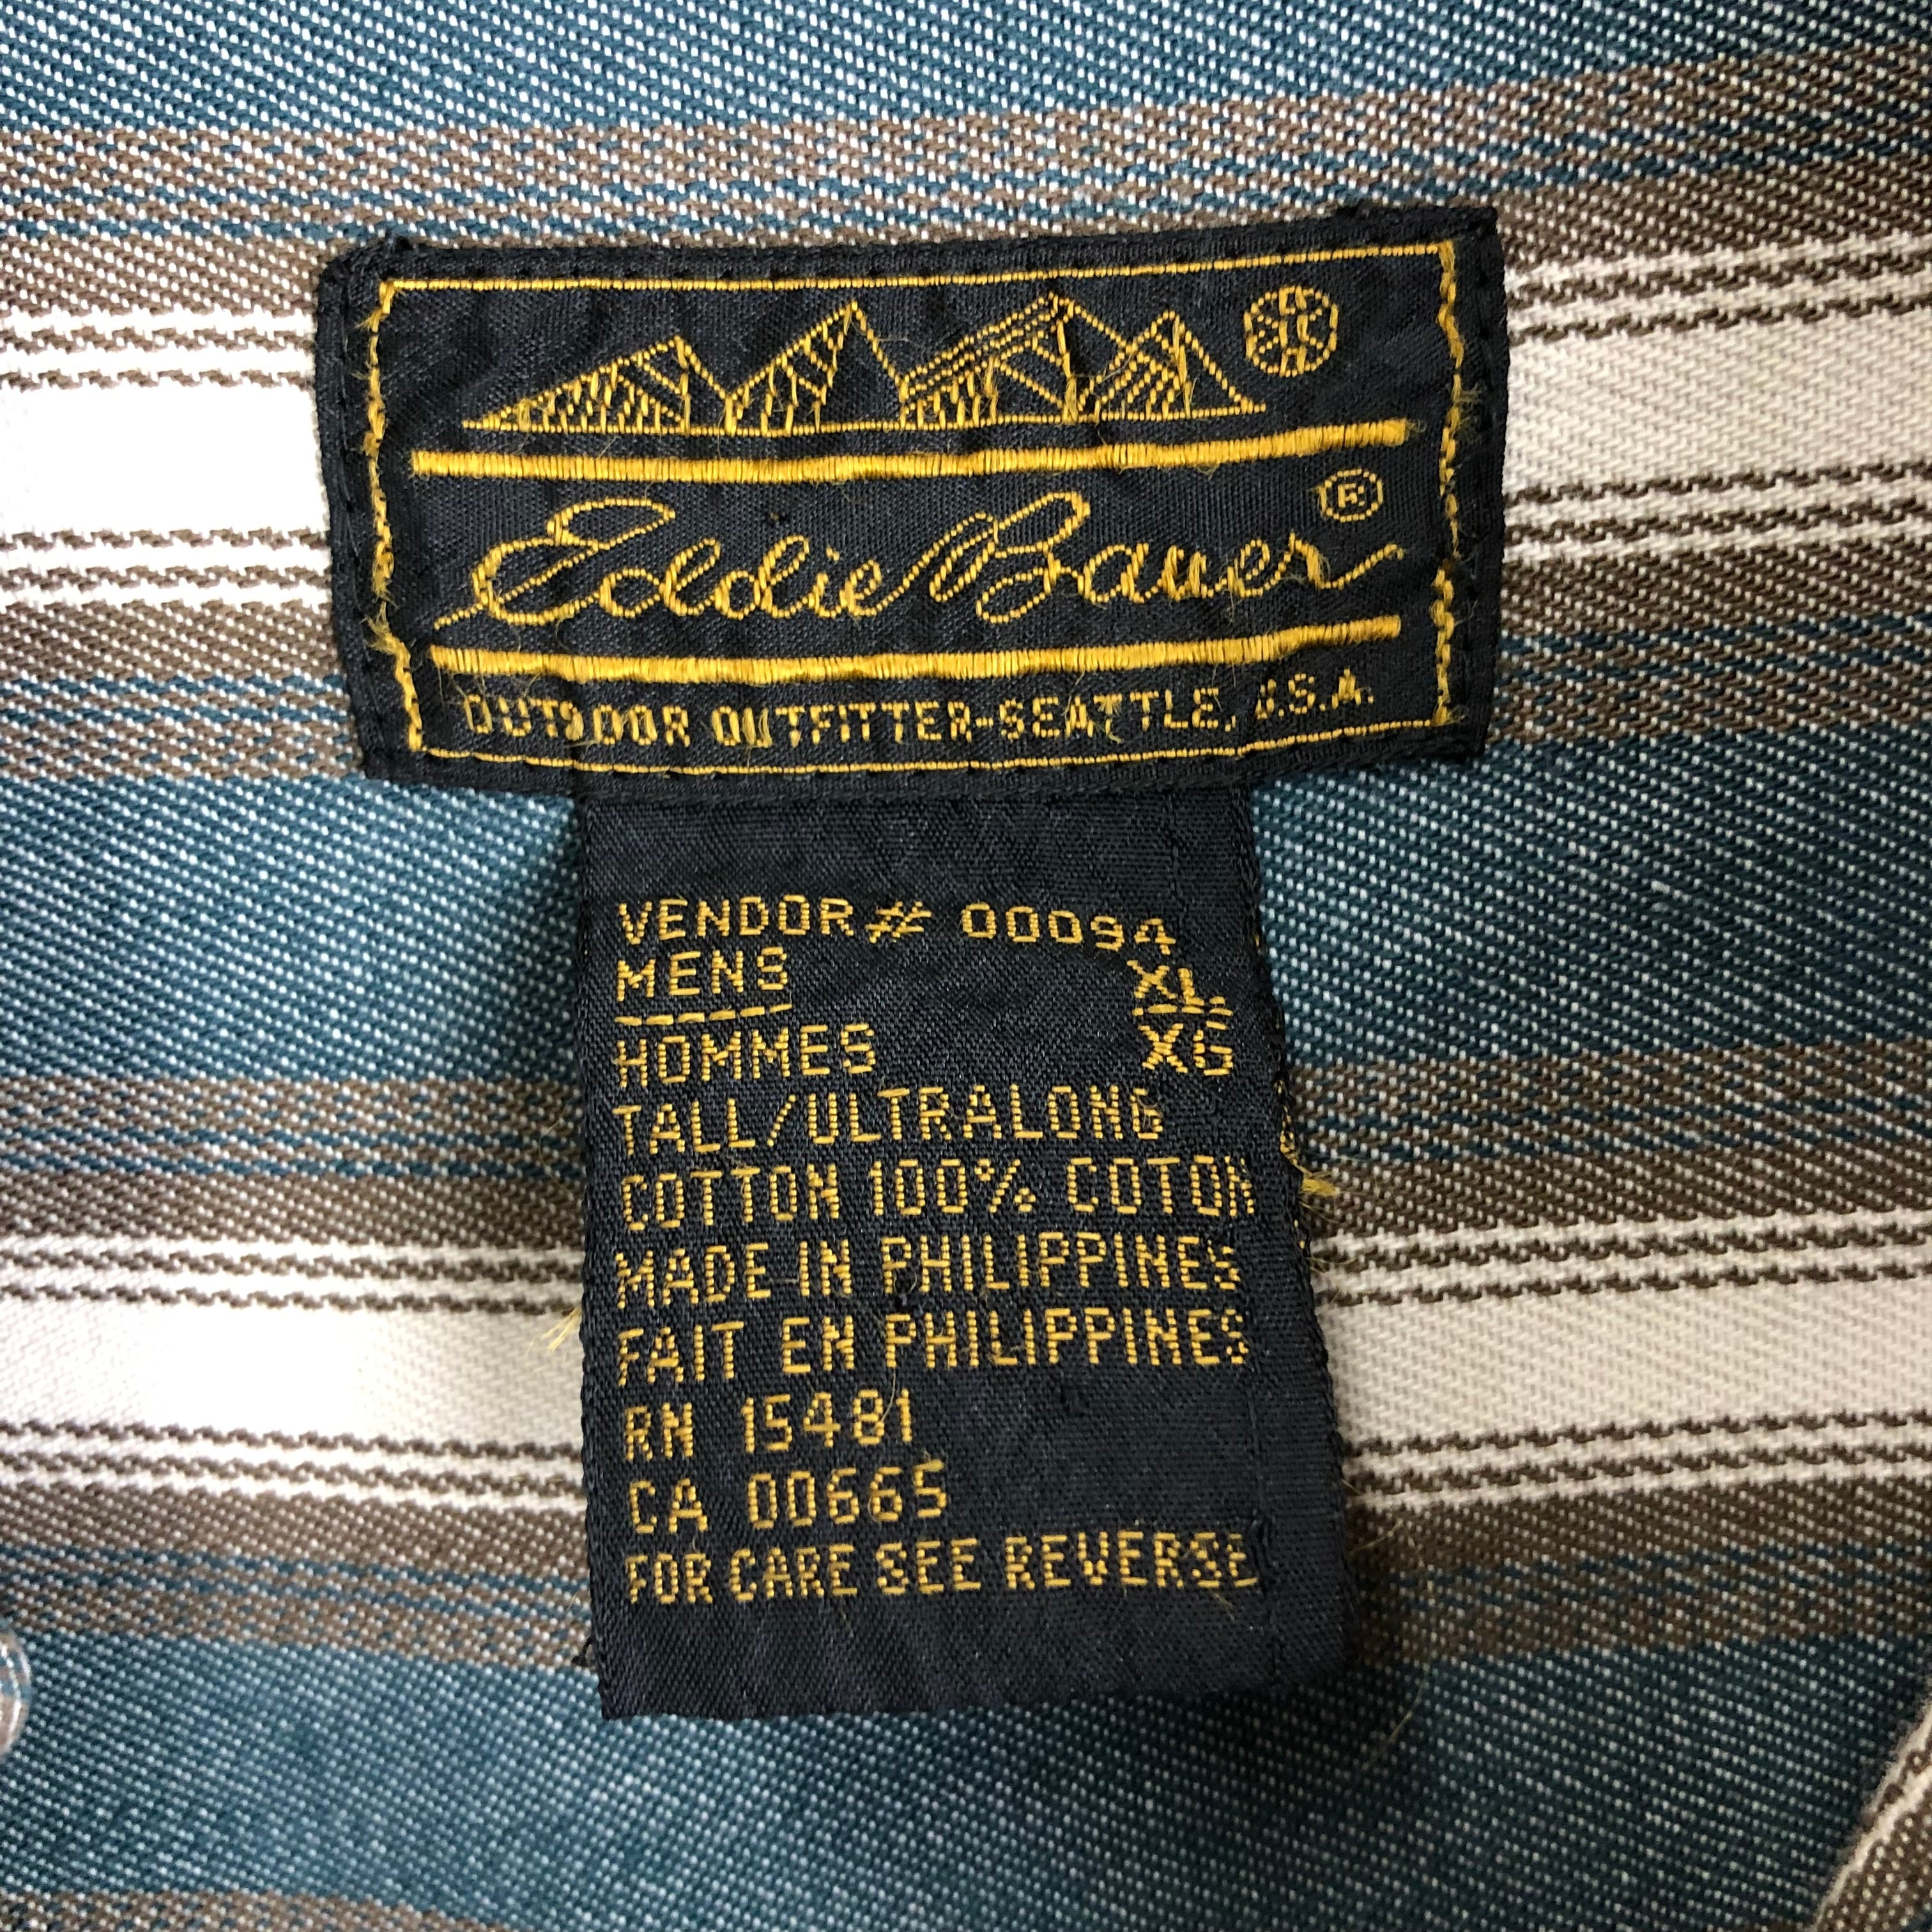 Eddie Bauer®
OUTDOOR OUTFITTER-SEATTLE, U.S.A.
VENDOR # 00094
MENS XL
HOMMES XG
TALL/ULTRALONG
COTTON 100% COTON
MADE IN PHILIPPINES
FAIT EN PHILIPPINES
RN 15481
CA 00665
FOR CARE SEE REVERSE